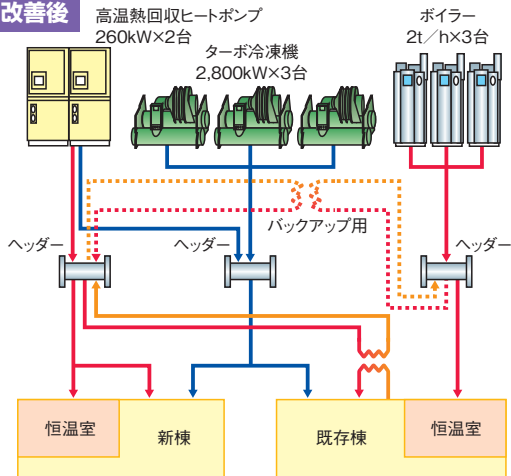 改善後
高温熱回収ヒートポンプ
260kW×2台
ターボ冷凍機
2,800kW×3台
ボイラー
2t/h×3台
バックアップ用
ヘッダー
ヘッダー
ヘッダー
恒温室
新棟
既存棟
恒温室